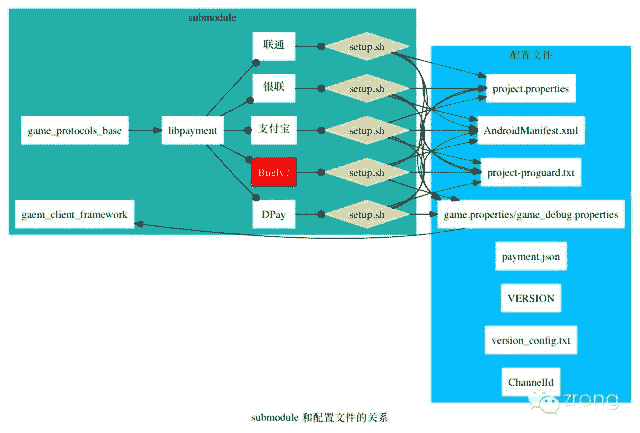 submodule
联通
setup.sh
配置文件
银联
setup.sh
project.properties
game_protocols_base
libpayment
支付宝
setup.sh
AndroidManifest.xml
setup.sh
project-proguard.txt
gaent_client_framework
DPay
setup.sh
game.properties/game_debug.properties
payment.json
VERSION
version_config.txt
ChannelId
zrong
submodule 和配置文件的关系